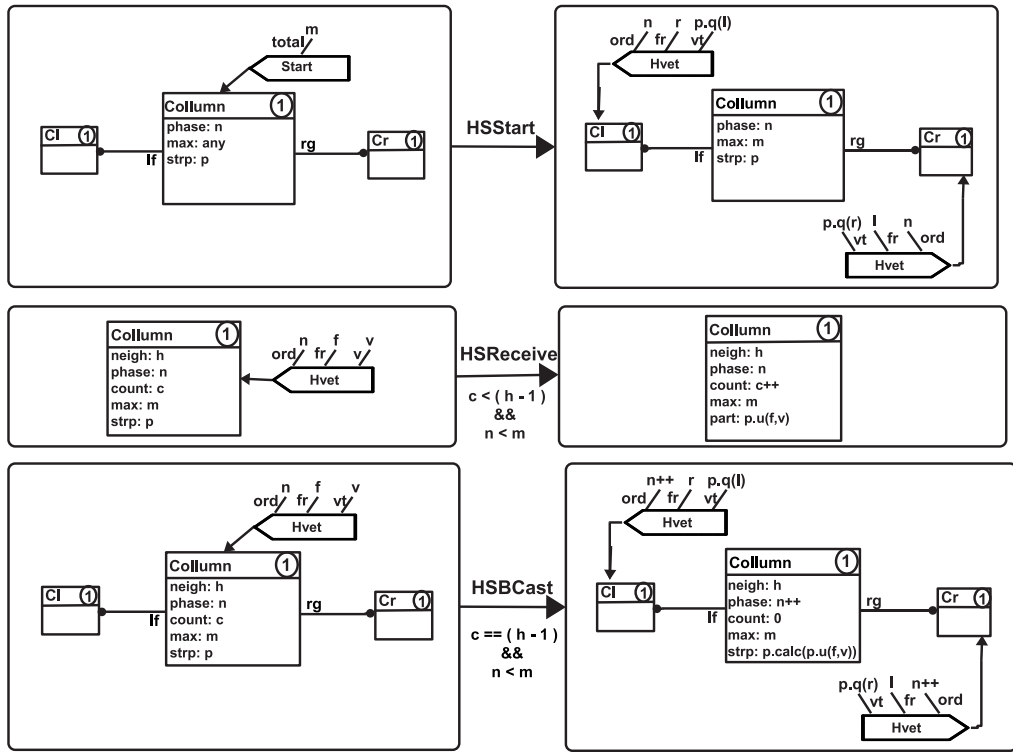 total m
Start
Collumn 1
phase: n
max: any
strp: p
Cl 1
lf
rg
Cr 1
HSStart
n r p.q(l)
ord fr vt
Hvet
Cl 1
Collumn 1
phase: n
max: m
strp: p
lf
rg
Cr 1
p.q(r) l n
vt fr ord
Hvet
Collumn 1
neigh: h
phase: n
count: c
max: m
strp: p
n f v
ord fr v
Hvet
HSReceive
c < ( h - 1 )
&&
n < m
Collumn 1
neigh: h
phase: n
count: c++
max: m
part: p.u(f,v)
n f v
ord fr vt
Hvet
Cl 1
Collumn 1
neigh: h
phase: n
count: c
max: m
strp: p
lf
rg
Cr 1
HSBCast
c == ( h - 1 )
&&
n < m
n++ r p.q(l)
ord fr vt
Hvet
Cl 1
Collumn 1
neigh: h
phase: n++
count: 0
max: m
strp: p.calc(p.u(f,v))
lf
rg
Cr 1
p.q(r) l n++
vt fr ord
Hvet